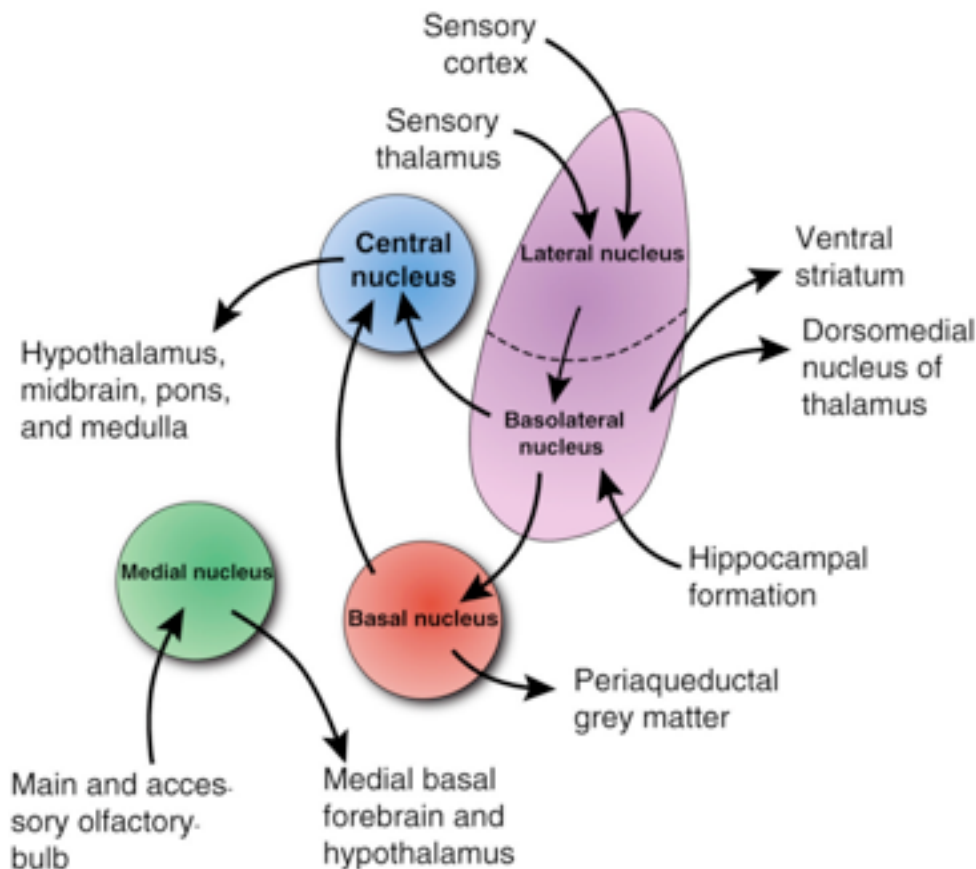 Sensory
cortex
Sensory
thalamus
Central
nucleus
Lateral nucleus
Ventral
striatum
Hypothalamus,
midbrain, pons,
and medulla
Dorsomedial
nucleus of
thalamus
Basolateral
nucleus
Medial nucleus
Hippocampal
formation
Basal nucleus
Periaqueductal
grey matter
Main and acces-
sory olfactory-
bulb
Medial basal
forebrain and
hypothalamus